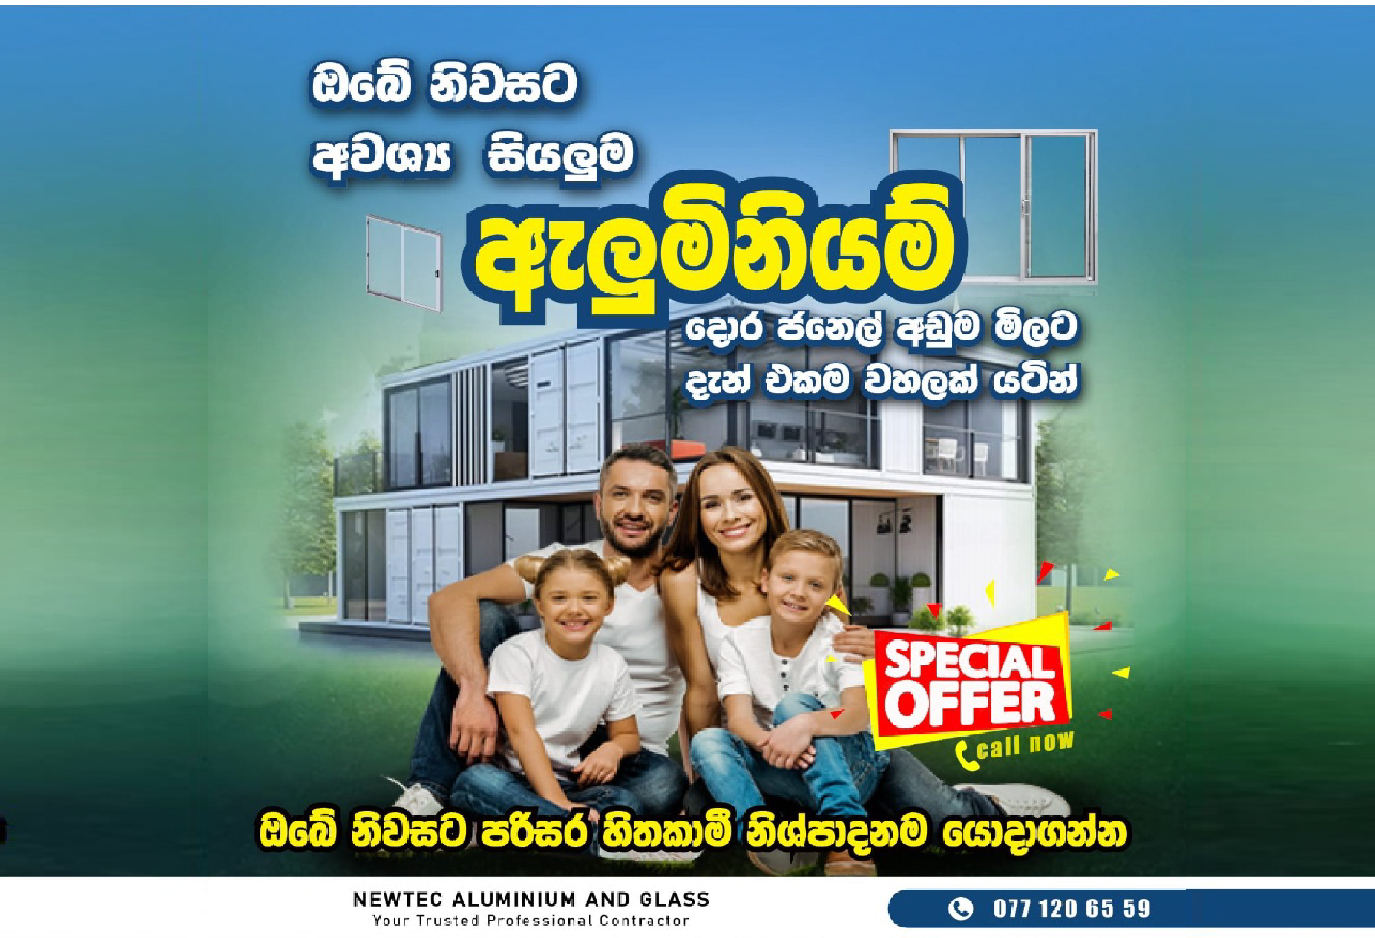 ඔබේ නිවසට
අවශ්‍ය සියලුම
ඇලුමිනියම්
දොර ජනෙල් අඩුම මිලට
දැන් එකම වහලක් යටින්
SPECIAL
OFFER
call now
ඔබේ නිවසට පරිසර හිතකාමී නිශ්පාදනම යොදාගන්න
NEWTEC ALUMINIUM AND GLASS
Your Trusted Professional Contractor
077 120 65 59